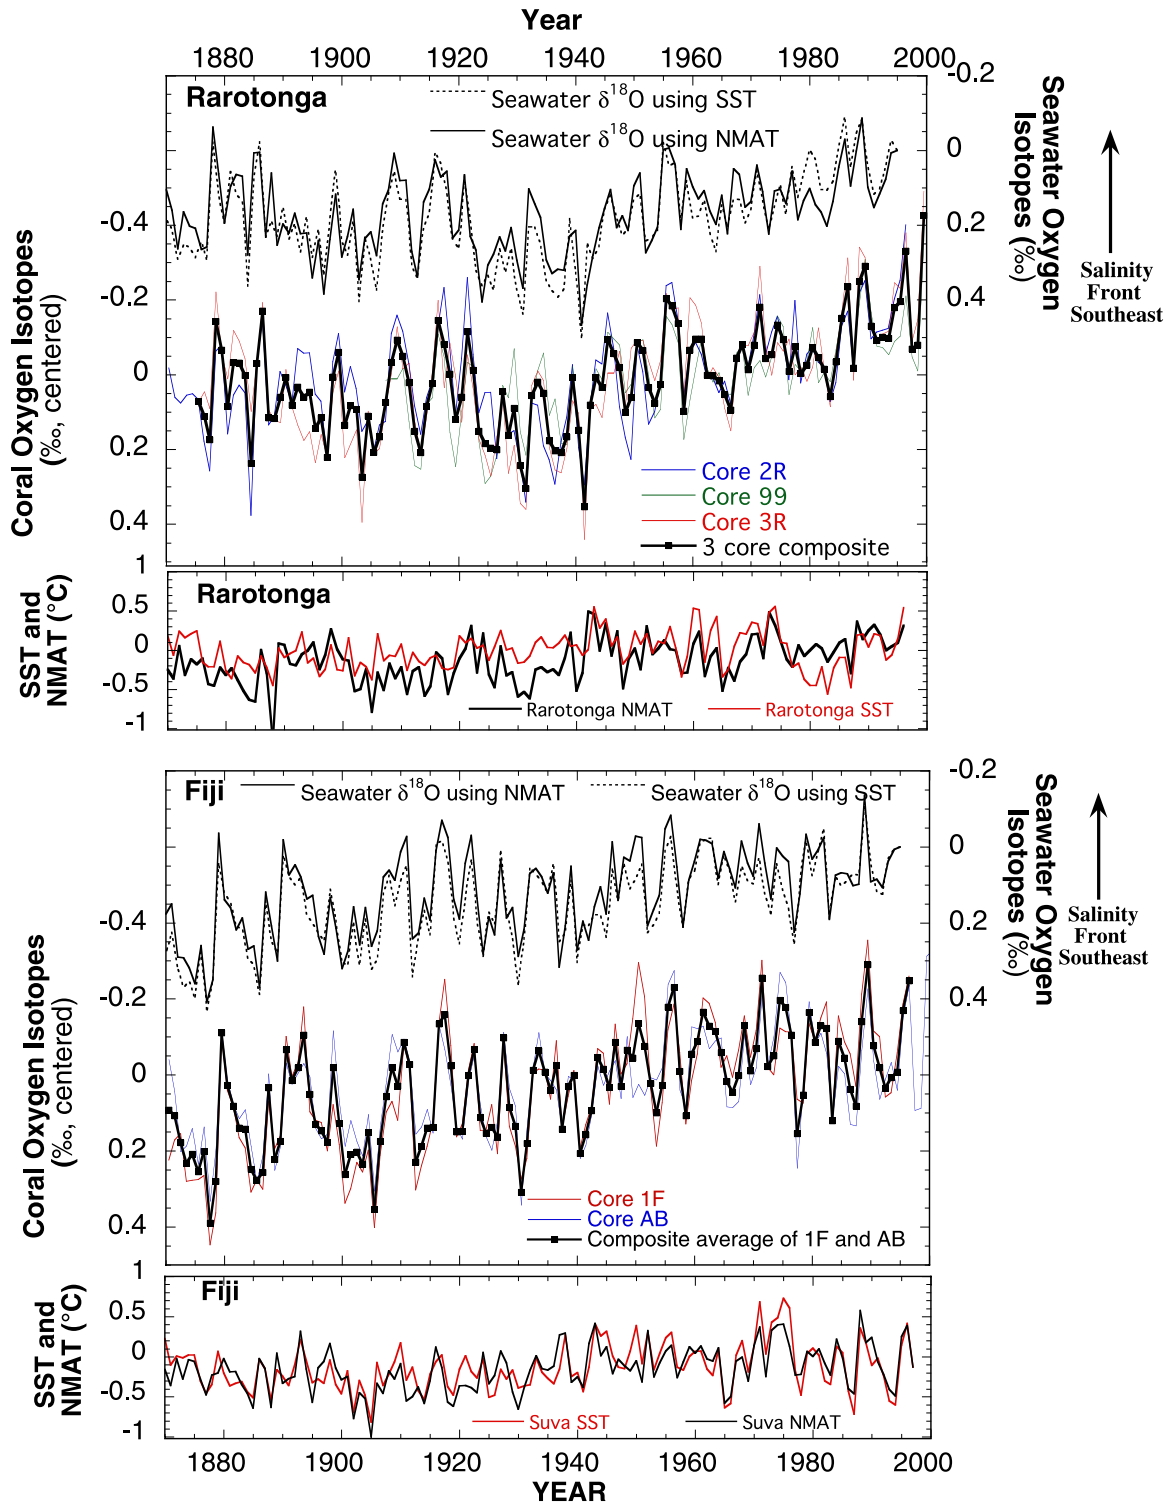 Year
1880 1900 1920 1940 1960 1980 2000
Rarotonga
Seawater δ18O using SST
Seawater δ18O using NMAT
-0.2
0
0.2
0.4
Seawater Oxygen
Isotopes (‰)
Salinity
Front
Southeast
Coral Oxygen Isotopes
(‰, centered)
-0.4
-0.2
0
0.2
0.4
Core 2R
Core 99
Core 3R
3 core composite
SST and
NMAT (°C)
1
0.5
0
-0.5
-1
Rarotonga
Rarotonga NMAT
Rarotonga SST
Fiji
Seawater δ18O using NMAT
Seawater δ18O using SST
-0.2
0
0.2
0.4
Seawater Oxygen
Isotopes (‰)
Salinity
Front
Southeast
Coral Oxygen Isotopes
(‰, centered)
-0.4
-0.2
0
0.2
0.4
Core 1F
Core AB
Composite average of 1F and AB
SST and
NMAT (°C)
1
0.5
0
-0.5
-1
Fiji
Suva SST
Suva NMAT
1880 1900 1920 1940 1960 1980 2000
YEAR